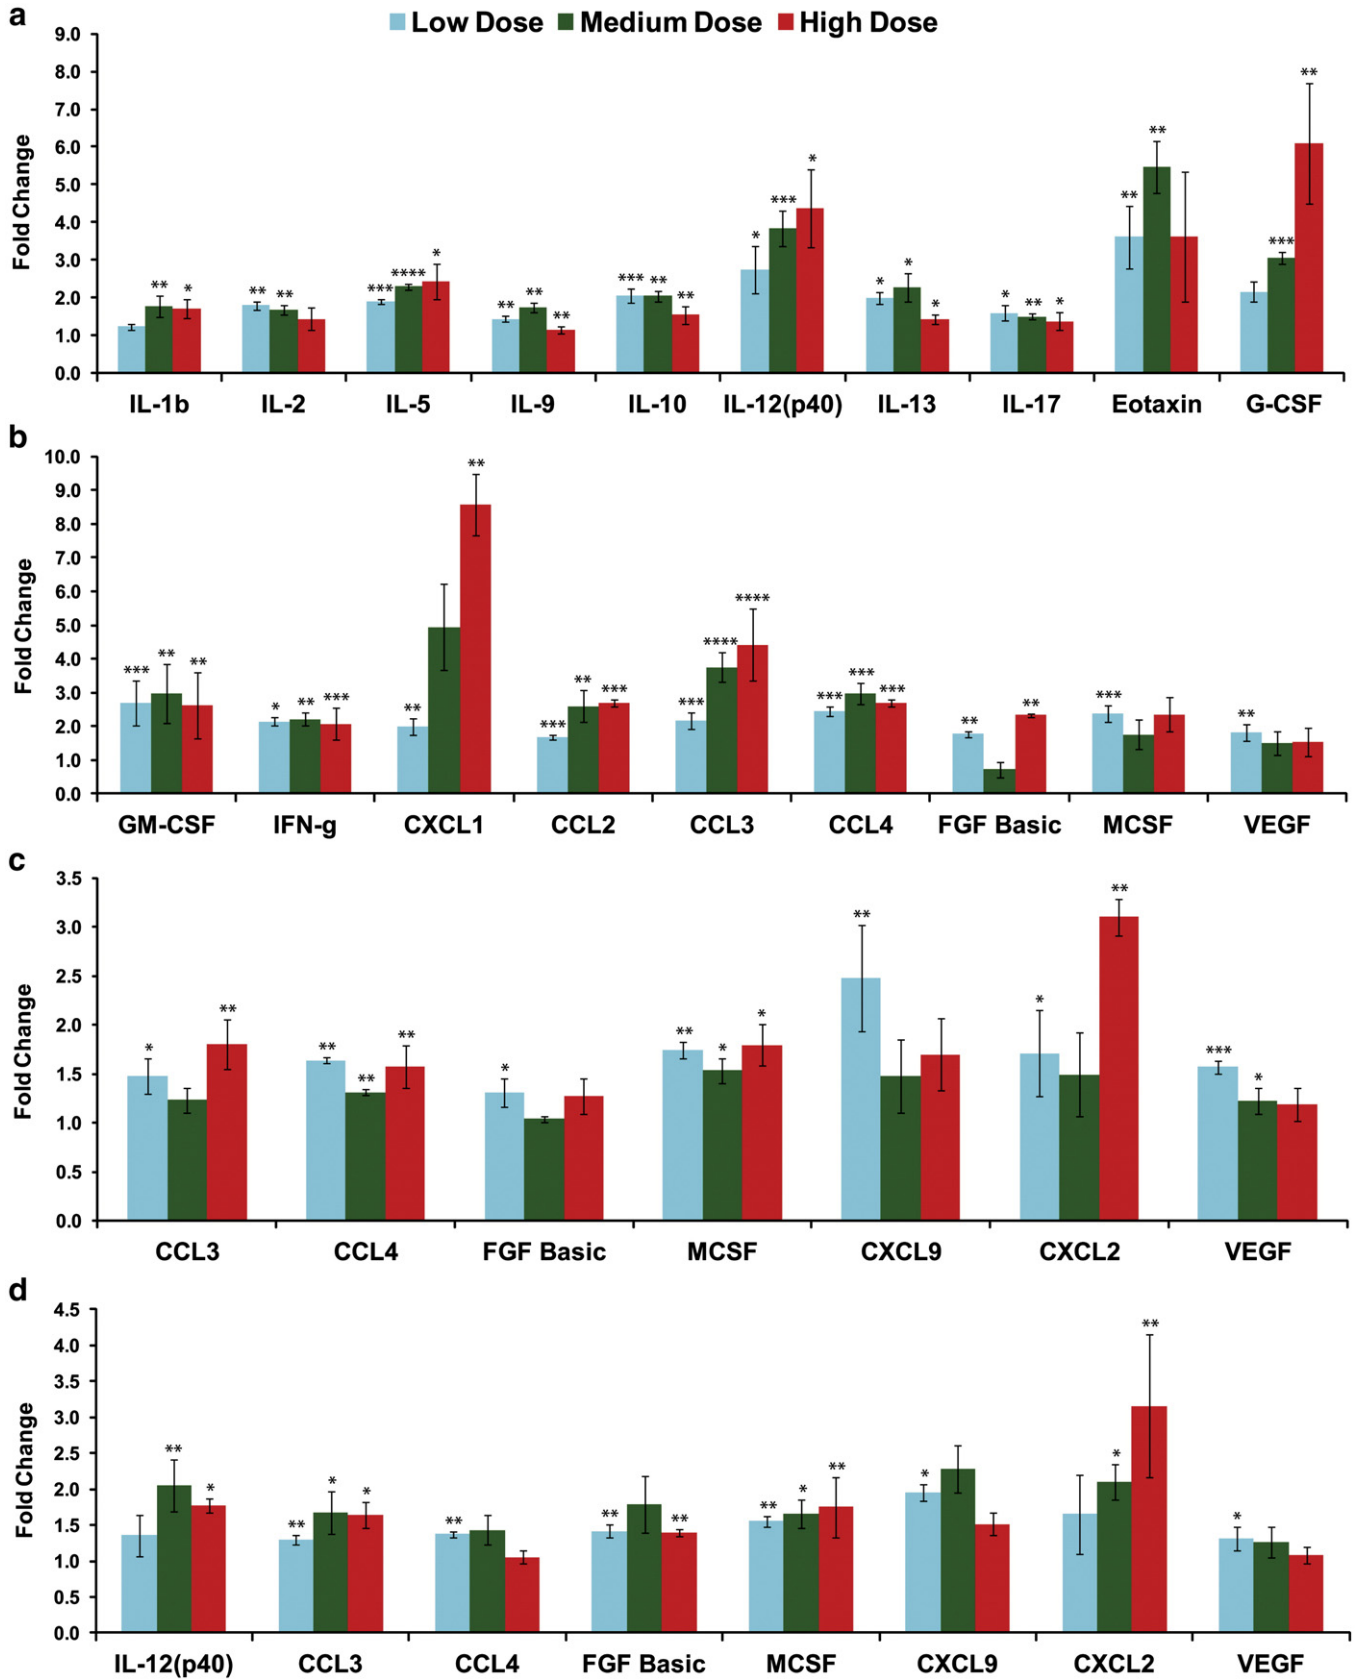 a
Low Dose Medium Dose High Dose
9.0
8.0
7.0
6.0
5.0
4.0
3.0
2.0
1.0
0.0
Fold Change
** *
** **
*** **** *
** ** **
*** ** **
* *** *
* * *
* ** *
** **
*** **
IL-1b IL-2 IL-5 IL-9 IL-10 IL-12(p40) IL-13 IL-17 Eotaxin G-CSF
b
10.0
9.0
8.0
7.0
6.0
5.0
4.0
3.0
2.0
1.0
0.0
Fold Change
*** ** **
* ** ***
** **
*** ** ***
*** **** ****
*** *** ***
** **
***
**
GM-CSF IFN-g CXCL1 CCL2 CCL3 CCL4 FGF Basic MCSF VEGF
c
3.5
3.0
2.5
2.0
1.5
1.0
0.5
0.0
Fold Change
* **
** ** **
*
** * *
**
* **
*** *
CCL3 CCL4 FGF Basic MCSF CXCL9 CXCL2 VEGF
d
4.5
4.0
3.5
3.0
2.5
2.0
1.5
1.0
0.5
0.0
Fold Change
** *
** * *
**
** **
** * **
*
* **
*
IL-12(p40) CCL3 CCL4 FGF Basic MCSF CXCL9 CXCL2 VEGF